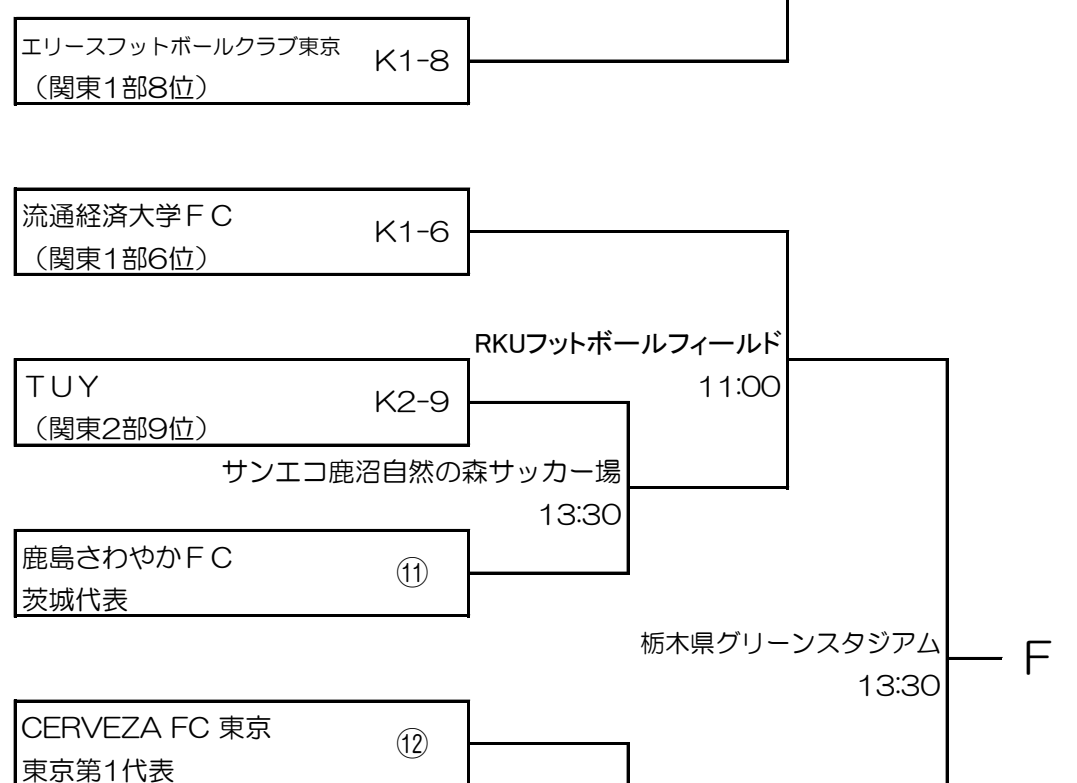 エリースフットボールクラブ東京
K1-8
（関東1部8位）
流通経済大学ＦＣ
K1-6
（関東1部6位）
RKUフットボールフィールド
11:00
ＴＵＹ
K2-9
（関東2部9位）
サンエコ鹿沼自然の森サッカー場
13:30
鹿島さわやかＦＣ
⑪
茨城代表
栃木県グリーンスタジアム
13:30
F
CERVEZA FC 東京
⑫
東京第1代表